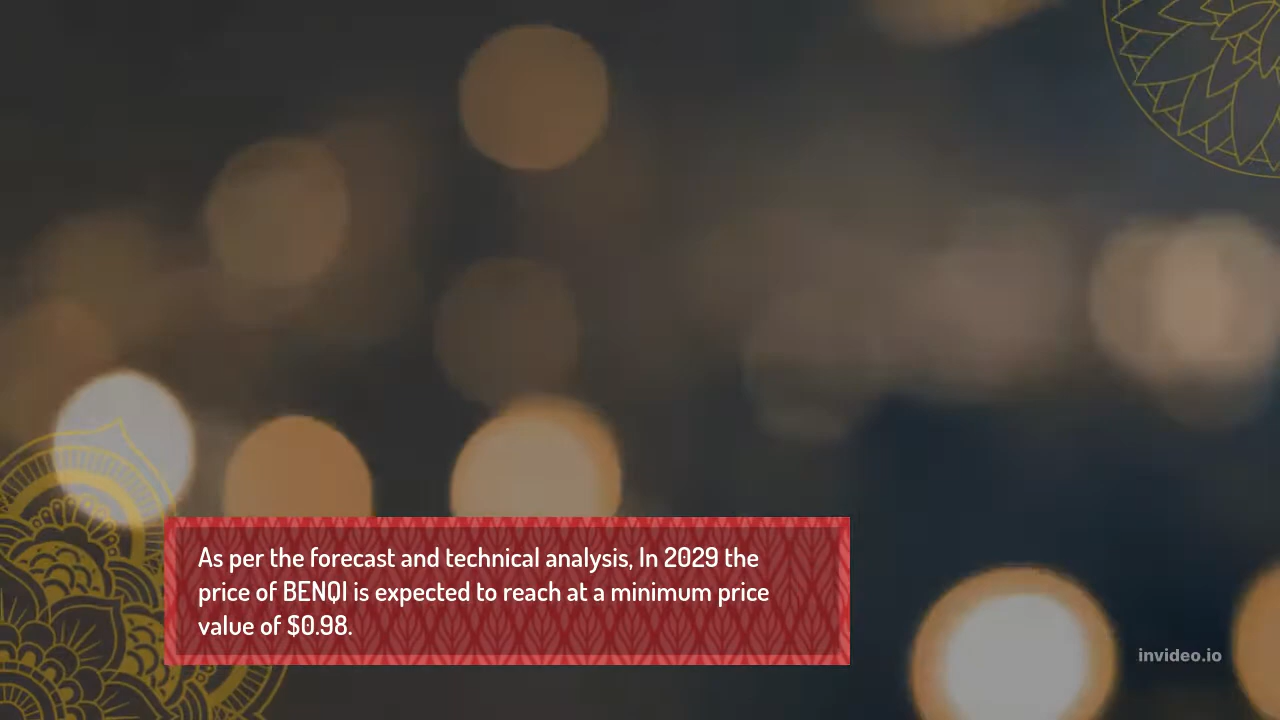 As per the forecast and technical analysis, In 2029 the
price of BENQI is expected to reach at a minimum price
value of $0.98.
invideo.io